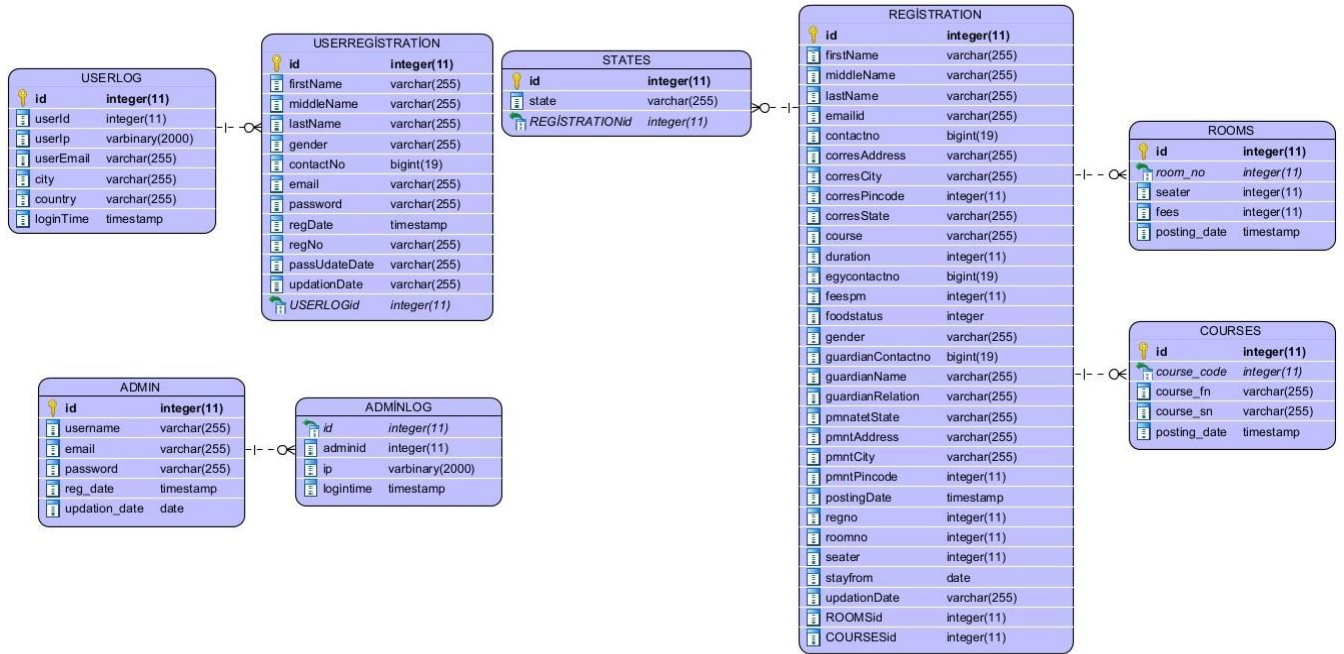 USERLOG
id integer(11)
userId integer(11)
userIp varbinary(2000)
userEmail varchar(255)
city varchar(255)
country varchar(255)
loginTime timestamp
USERREGİSTRATİON
id integer(11)
firstName varchar(255)
middleName varchar(255)
lastName varchar(255)
gender varchar(255)
contactNo bigint(19)
email varchar(255)
password varchar(255)
regDate timestamp
regNo varchar(255)
passUdateDate varchar(255)
updationDate varchar(255)
USERLOGid integer(11)
STATES
id integer(11)
state varchar(255)
REGİSTRATIONid integer(11)
REGİSTRATION
id integer(11)
firstName varchar(255)
middleName varchar(255)
lastName varchar(255)
emailid varchar(255)
contactno bigint(19)
corresAddress varchar(255)
corresCity varchar(255)
corresPincode integer(11)
corresState varchar(255)
course varchar(255)
duration integer(11)
egycontactno bigint(19)
feespm integer(11)
foodstatus integer
gender varchar(255)
guardianContactno bigint(19)
guardianName varchar(255)
guardianRelation varchar(255)
pmnatetState varchar(255)
pmntAddress varchar(255)
pmntCity varchar(255)
pmntPincode integer(11)
postingDate timestamp
regno integer(11)
roomno integer(11)
seater integer(11)
stayfrom date
updationDate varchar(255)
ROOMSid integer(11)
COURSESid integer(11)
ROOMS
id integer(11)
room_no integer(11)
seater integer(11)
fees integer(11)
posting_date timestamp
COURSES
id integer(11)
course_code integer(11)
course_fn varchar(255)
course_sn varchar(255)
posting_date timestamp
ADMIN
id integer(11)
username varchar(255)
email varchar(255)
password varchar(255)
reg_date timestamp
updation_date date
ADMİNLOG
id integer(11)
adminid integer(11)
ip varbinary(2000)
logintime timestamp